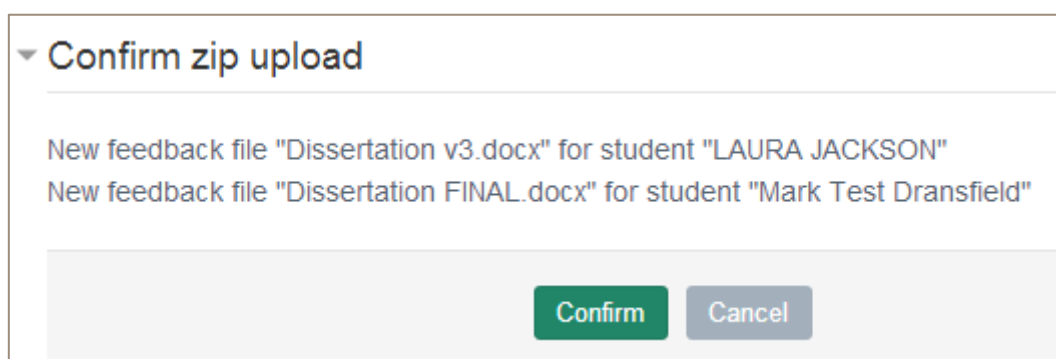 Confirm zip upload
New feedback file "Dissertation v3.docx" for student "LAURA JACKSON"
New feedback file "Dissertation FINAL.docx" for student "Mark Test Dransfield"
Confirm Cancel